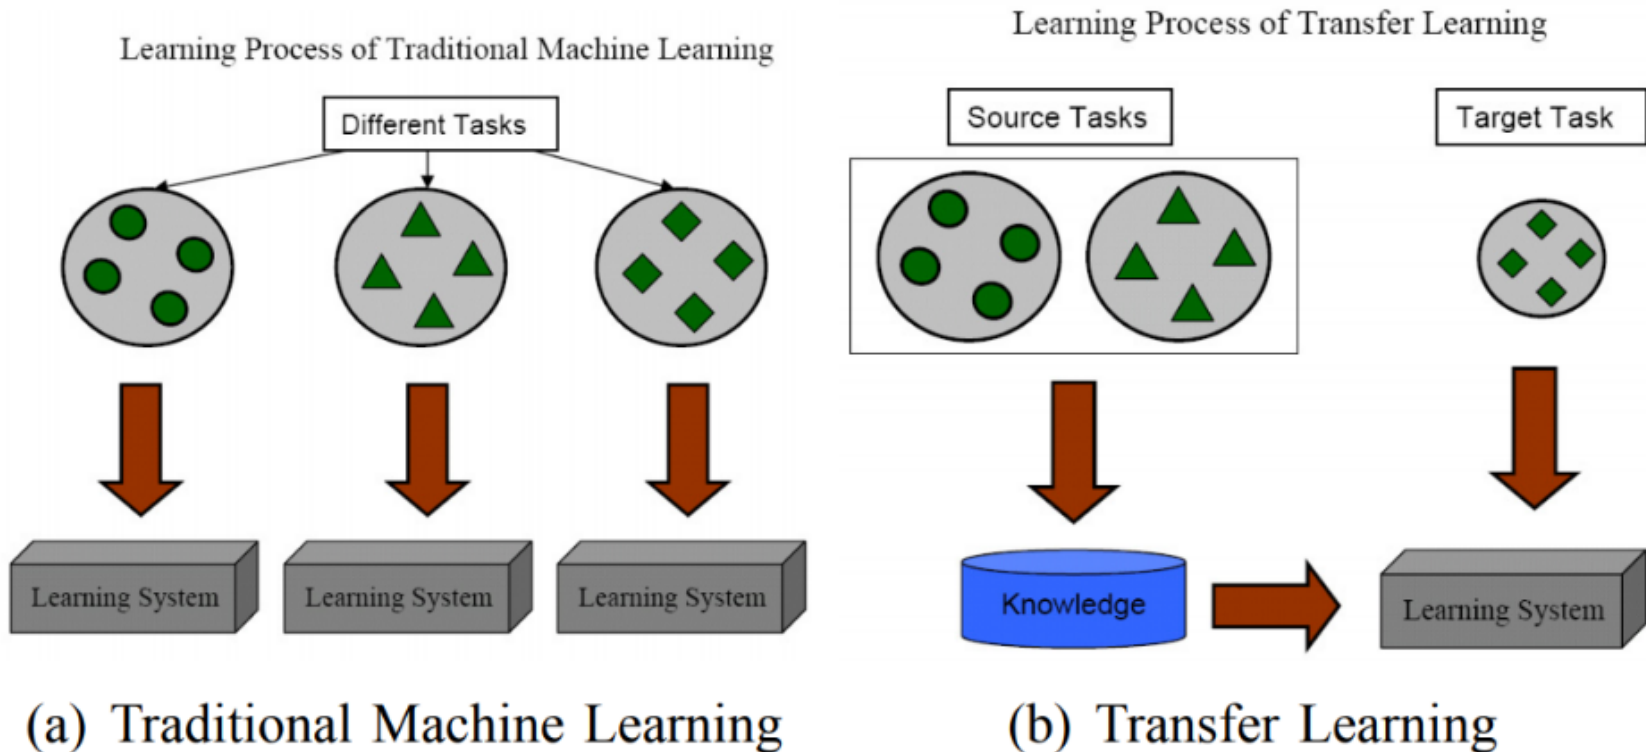 Learning Process of Traditional Machine Learning
Different Tasks
Learning System
Learning System
Learning System
(a) Traditional Machine Learning
Learning Process of Transfer Learning
Source Tasks
Target Task
Knowledge
Learning System
(b) Transfer Learning